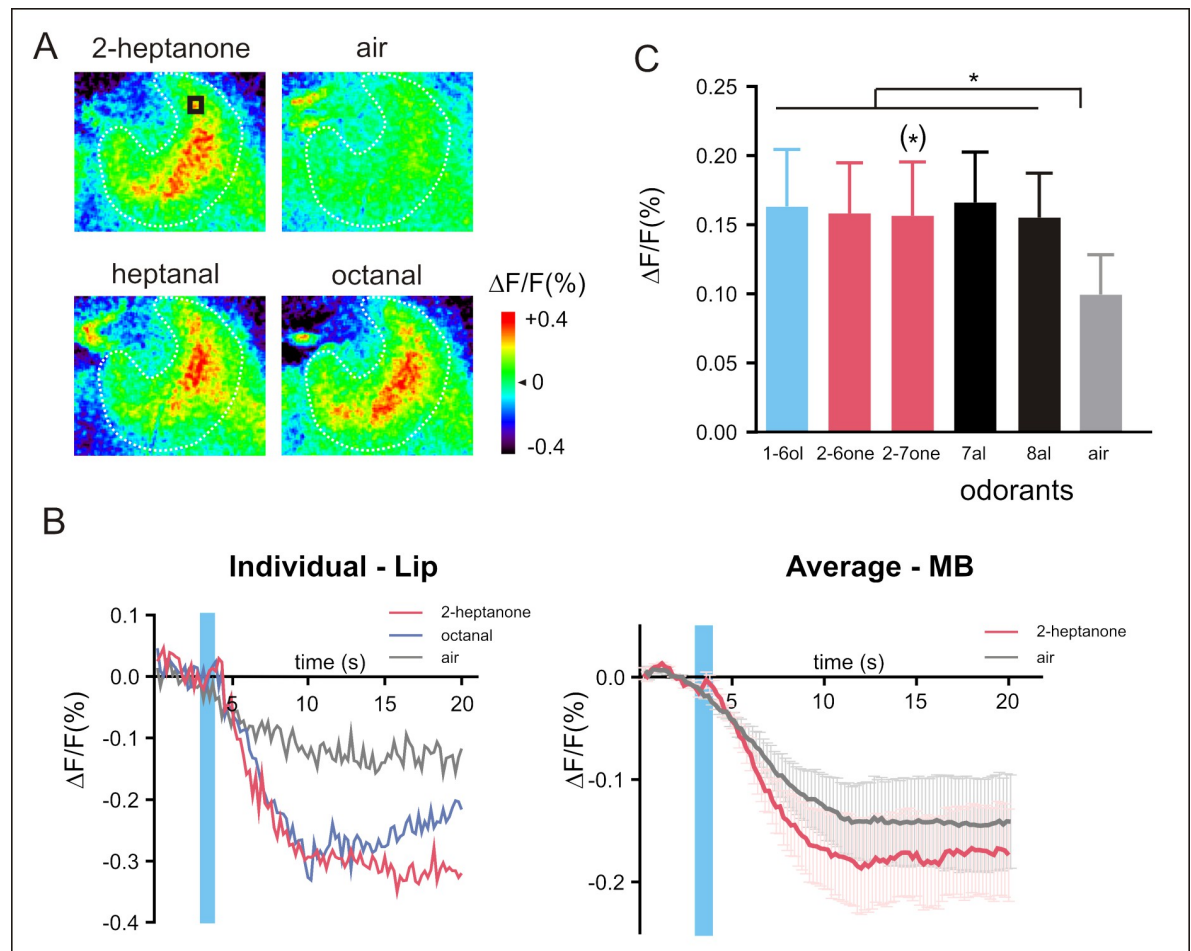 A
2-heptanone
air
heptanal
octanal
ΔF/F(%)
+0.4
0
-0.4
C
0.25
0.20
0.15
0.10
0.05
0.00
ΔF/F(%)
*
(*)
1-6ol 2-6one 2-7one 7al 8al air
odorants
B
Individual - Lip
2-heptanone
octanal
air
time (s)
0.1
0.0
-0.1
-0.2
-0.3
-0.4
ΔF/F(%)
5 10 15 20
Average - MB
2-heptanone
air
time (s)
0.0
-0.1
-0.2
ΔF/F(%)
5 10 15 20